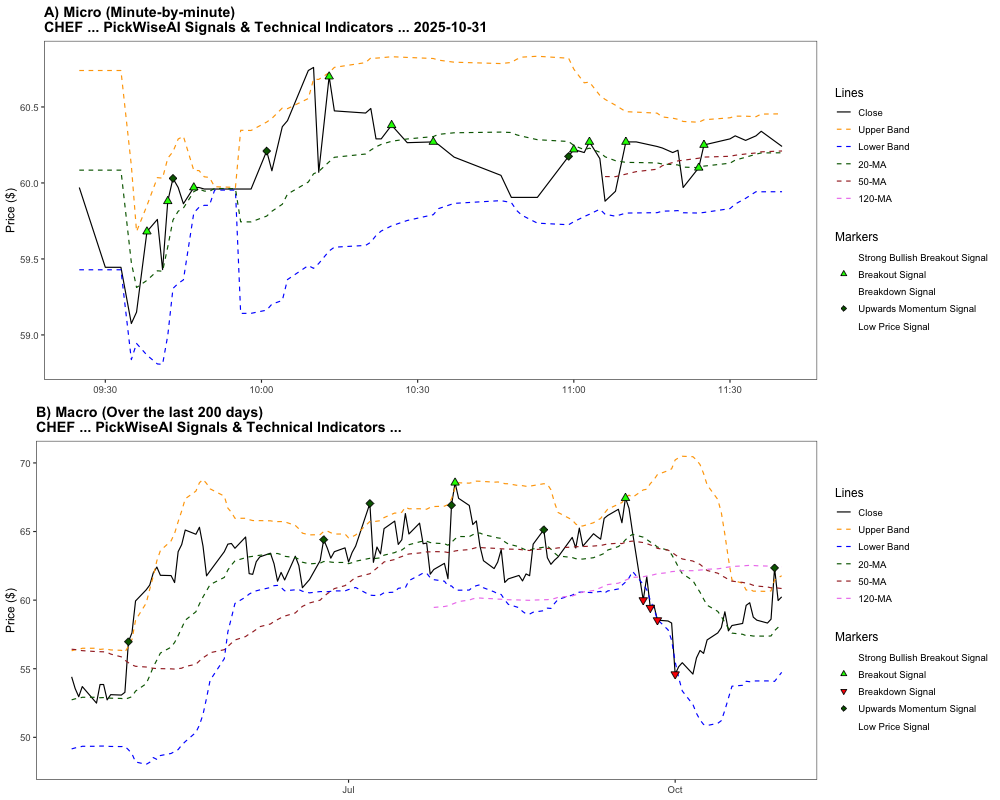 A) Micro (Minute-by-minute)
CHEF ... PickWiseAI Signals & Technical Indicators ... 2025-10-31
Price ($)
60.5
60.0
59.5
59.0
09:30
10:00
10:30
11:00
11:30
Lines
Close
Upper Band
Lower Band
20-MA
50-MA
120-MA
Markers
Strong Bullish Breakout Signal
Breakout Signal
Breakdown Signal
Upwards Momentum Signal
Low Price Signal
B) Macro (Over the last 200 days)
CHEF ... PickWiseAI Signals & Technical Indicators ...
Price ($)
70
65
60
55
50
Jul
Oct
Lines
Close
Upper Band
Lower Band
20-MA
50-MA
120-MA
Markers
Strong Bullish Breakout Signal
Breakout Signal
Breakdown Signal
Upwards Momentum Signal
Low Price Signal